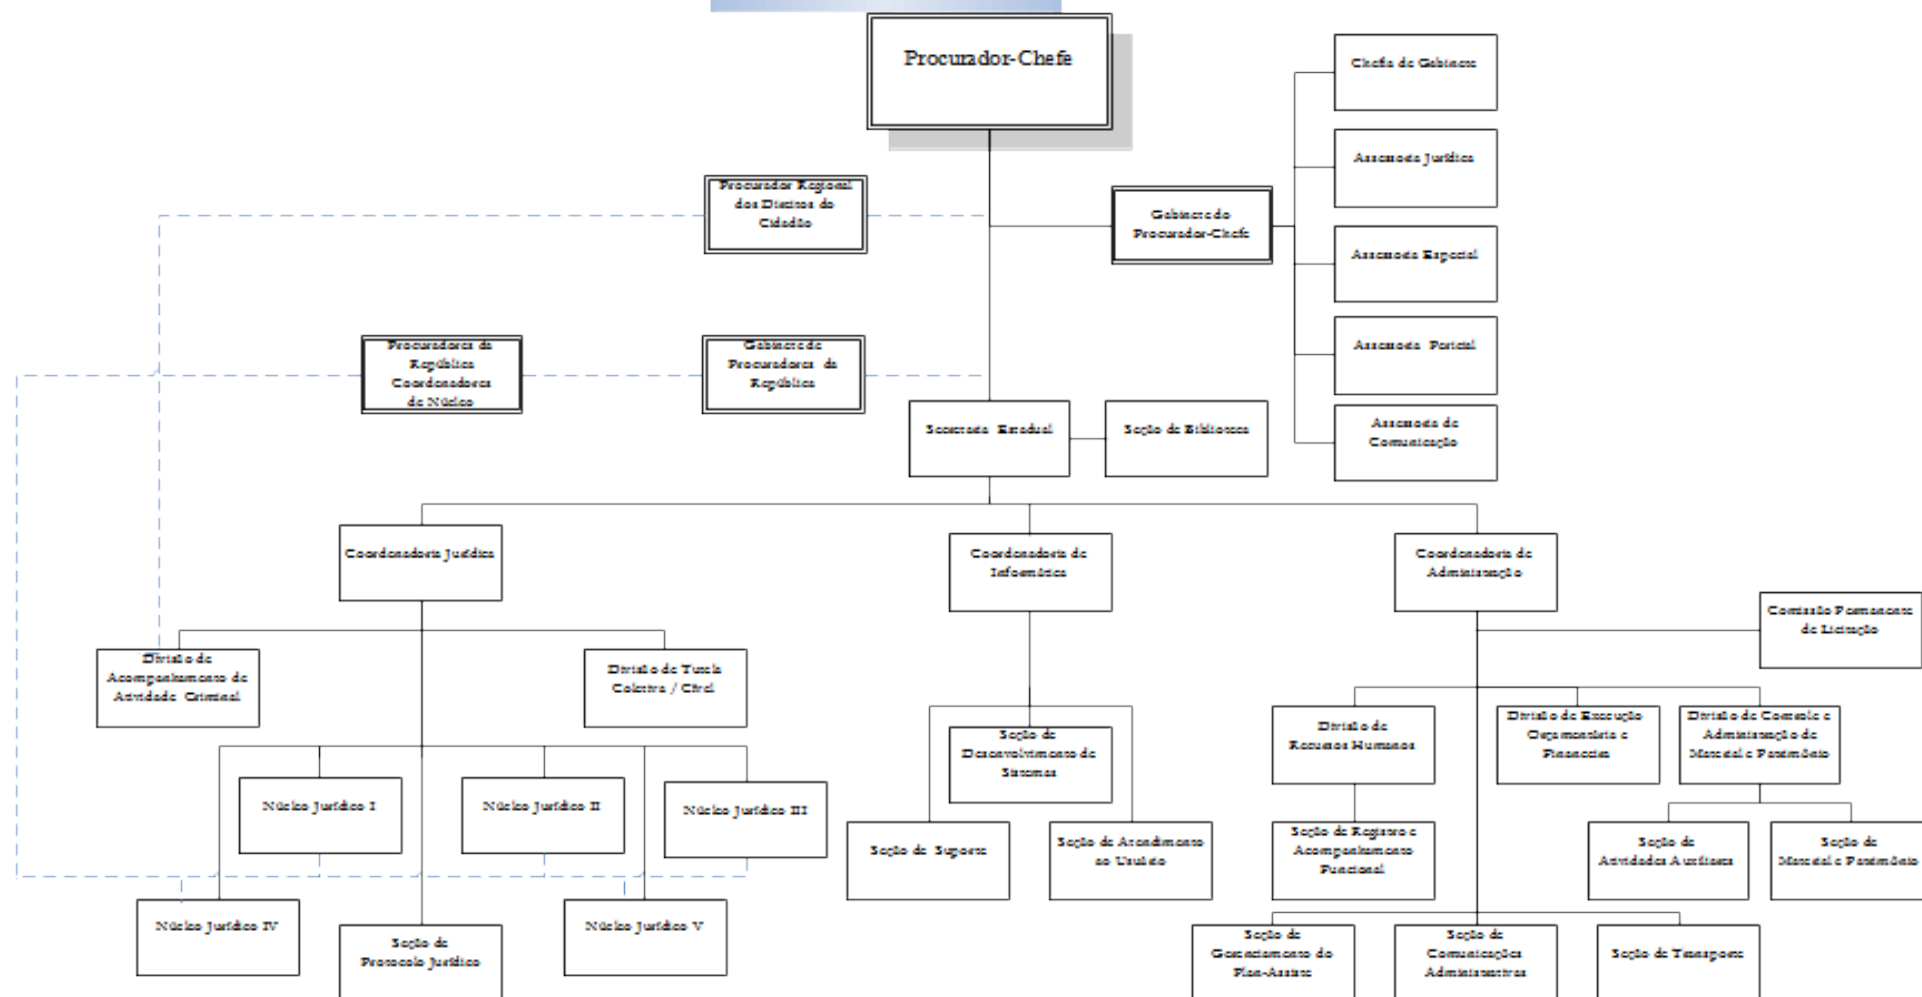 Procurador-Chefe
Chefia de Gabinete
Assessoria Jurídica
Procurador Regional
dos Direitos do
Cidadão
Gabinete do
Procurador-Chefe
Assessoria Especial
Assessoria Pericial
Procuradores da
República
Coordenadores
de Núcleo
Gabinete de
Procuradores da
República
Secretaria Estadual
Seção de Biblioteca
Assessoria de
Comunicação
Coordenadoria Jurídica
Coordenadoria de
Informática
Coordenadoria de
Administração
Comissão Permanente
de Licitação
Divisão de
Acompanhamento de
Atividade Criminal
Divisão de Tutela
Coletiva / Cível
Seção de
Desenvolvimento de
Sistemas
Divisão de
Recursos Humanos
Divisão de Execução
Orçamentária e
Financeira
Divisão de Controle e
Administração de
Material e Patrimônio
Núcleo Jurídico I
Núcleo Jurídico II
Núcleo Jurídico III
Seção de Suporte
Seção de Atendimento
ao Usuário
Seção de Registro e
Acompanhamento
Funcional
Seção de
Atividades Auxiliares
Seção de
Material e Patrimônio
Núcleo Jurídico IV
Seção de
Protocolo Jurídico
Núcleo Jurídico V
Seção de
Gerenciamento do
Plan-Assiste
Seção de
Comunicações
Administrativas
Seção de Transporte